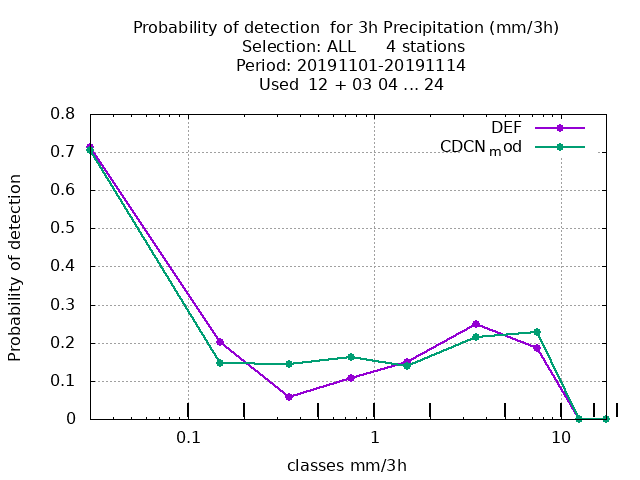 Probability of detection for 3h Precipitation (mm/3h)
Selection: ALL 4 stations
Period: 20191101-20191114
Used 12 + 03 04 ... 24
DEF
CDCNmod
Probability of detection
0.8
0.7
0.6
0.5
0.4
0.3
0.2
0.1
0
0.1 1 10
classes mm/3h